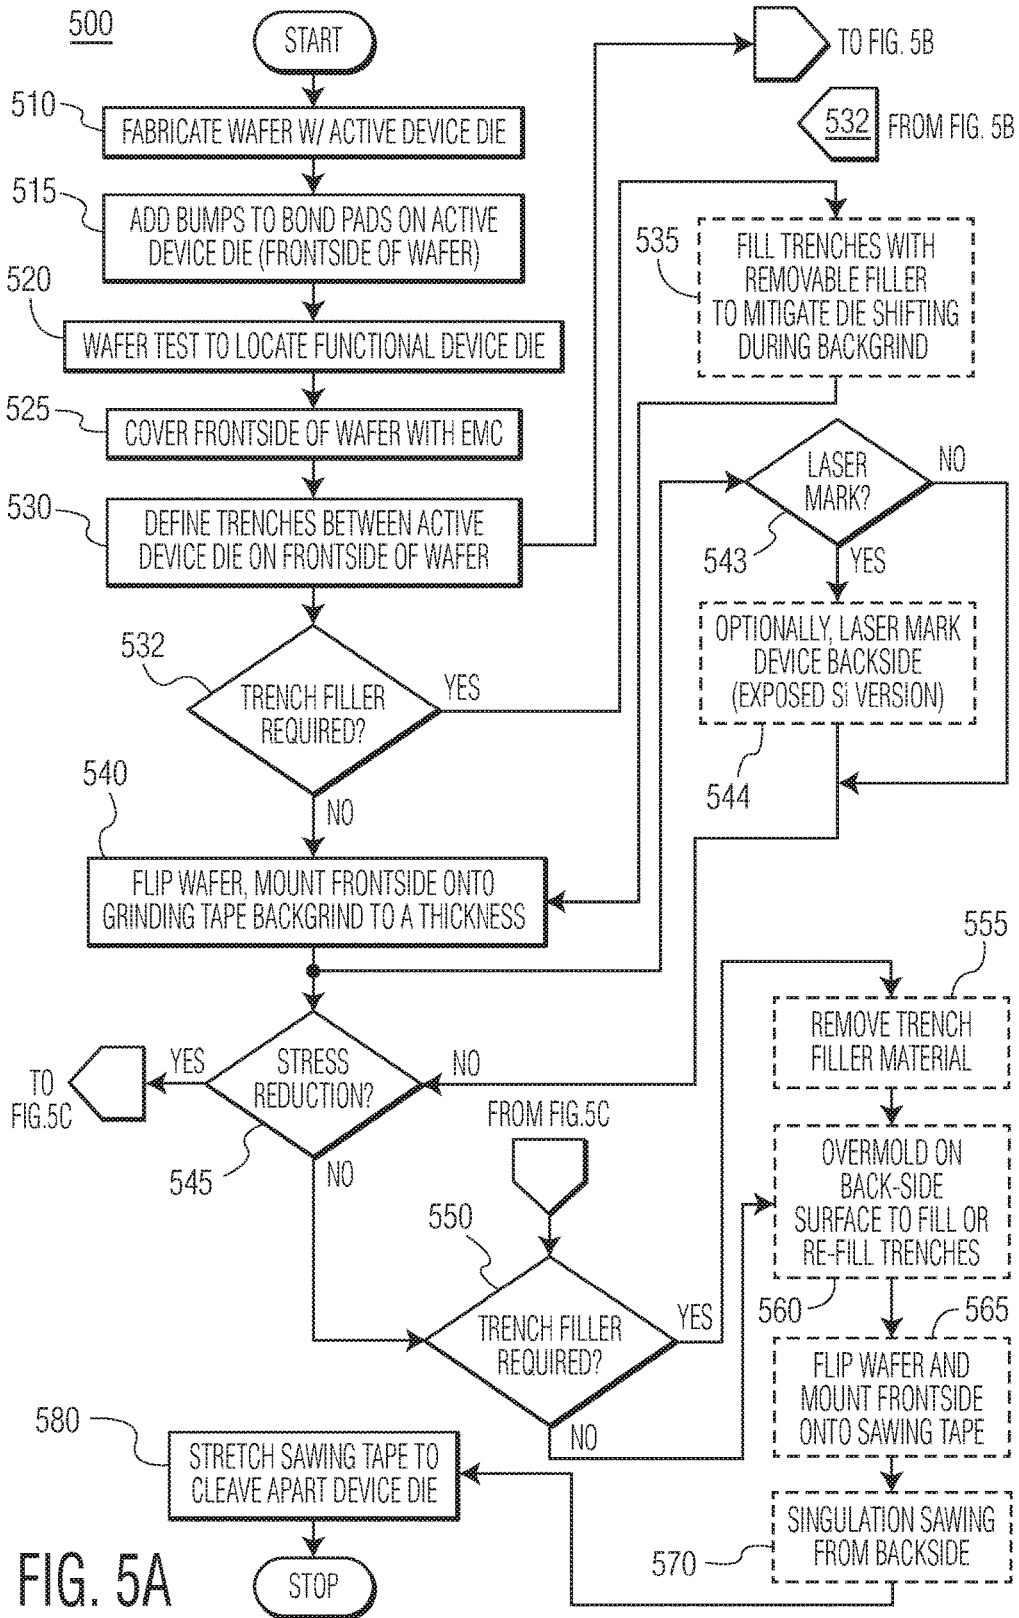 500
START
510
FABRICATE WAFER W/ ACTIVE DEVICE DIE
515
ADD BUMPS TO BOND PADS ON ACTIVE
DEVICE DIE (FRONTSIDE OF WAFER)
520
WAFER TEST TO LOCATE FUNCTIONAL DEVICE DIE
525
COVER FRONTSIDE OF WAFER WITH EMC
530
DEFINE TRENCHES BETWEEN ACTIVE
DEVICE DIE ON FRONTSIDE OF WAFER
TO FIG. 5B
532
FROM FIG. 5B
532
TRENCH FILLER
REQUIRED?
YES
NO
535
FILL TRENCHES WITH
REMOVABLE FILLER
TO MITIGATE DIE SHIFTING
DURING BACKGRIND
540
FLIP WAFER, MOUNT FRONTSIDE ONTO
GRINDING TAPE BACKGRIND TO A THICKNESS
LASER
MARK?
NO
543
YES
OPTIONALLY, LASER MARK
DEVICE BACKSIDE
(EXPOSED Si VERSION)
544
STRESS
REDUCTION?
YES
NO
TO
FIG.5C
545
NO
FROM FIG.5C
550
TRENCH FILLER
REQUIRED?
YES
NO
555
REMOVE TRENCH
FILLER MATERIAL
OVERMOLD ON
BACK-SIDE
SURFACE TO FILL OR
RE-FILL TRENCHES
560
565
FLIP WAFER AND
MOUNT FRONTSIDE
ONTO SAWING TAPE
SINGULATION SAWING
FROM BACKSIDE
570
580
STRETCH SAWING TAPE TO
CLEAVE APART DEVICE DIE
STOP
FIG. 5A